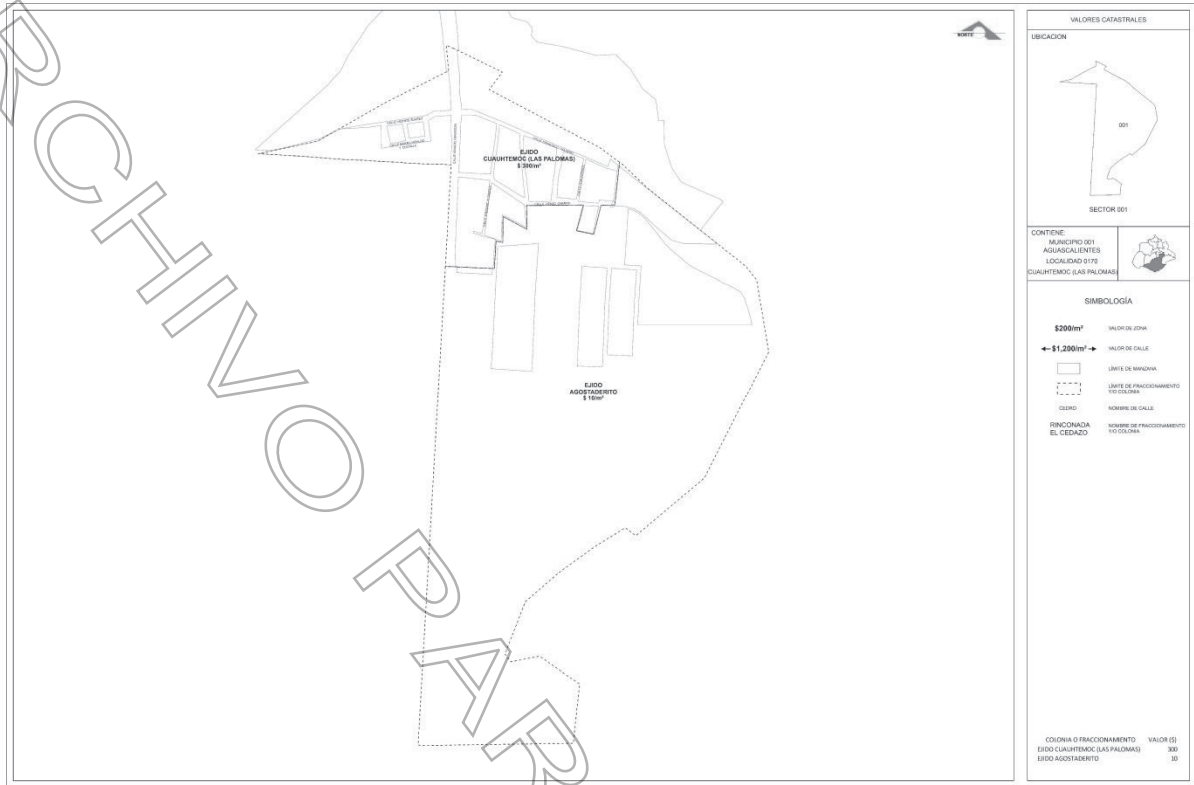 NORTE
EJIDO
CUAUHTEMOC (LAS PALOMAS)
$ 300/m²
EJIDO
AGOSTADERITO
$ 10/m²
RCHIVO PAR
VALORES CATASTRALES
UBICACION
001
SECTOR 001
CONTIENE:
MUNICIPIO 001
AGUASCALIENTES
LOCALIDAD 0170
CUAUHTEMOC (LAS PALOMAS)
SIMBOLOGÍA
$200/m² VALOR DE ZONA
$1,200/m² VALOR DE CALLE
LÍMITE DE MANZANA
LÍMITE DE FRACCIONAMIENTO
Y/O COLONIA
CEDRO NOMBRE DE CALLE
RINCONADA
EL CEDAZO
NOMBRE DE FRACCIONAMIENTO
Y/O COLONIA
COLONIA O FRACCIONAMIENTO VALOR ($)
EJIDO CUAUHTEMOC (LAS PALOMAS) 300
EJIDO AGOSTADERITO 10